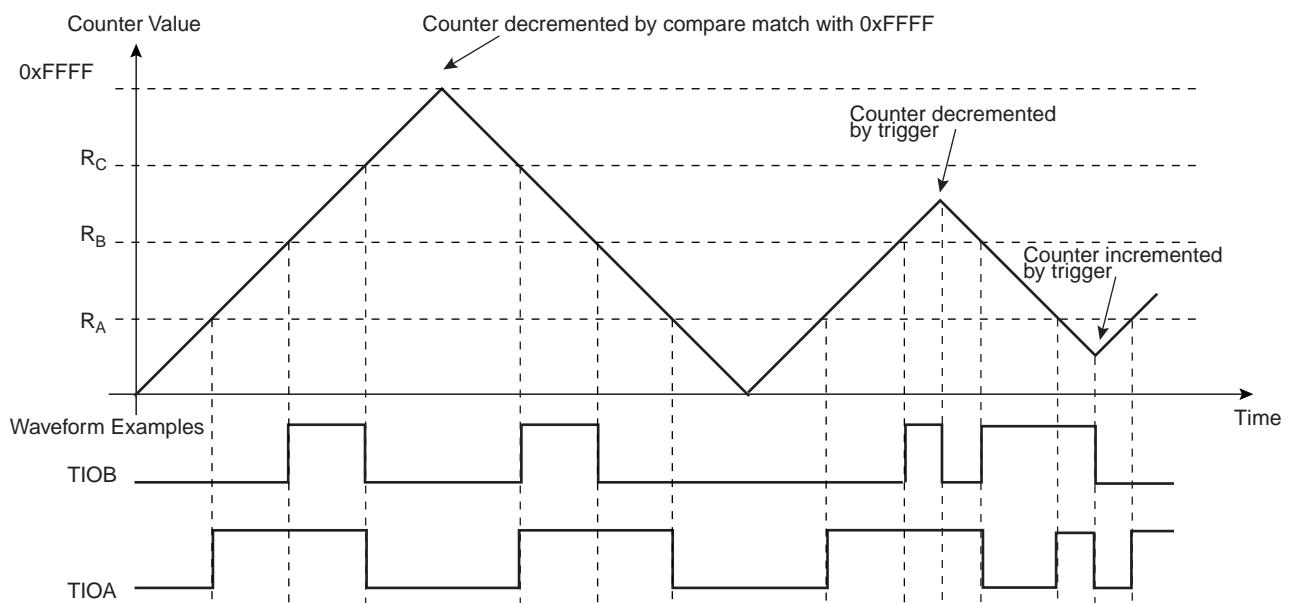 Counter Value
Counter decremented by compare match with 0xFFFF
0xFFFF
Counter decremented
by trigger
RC
RB
Counter incremented
by trigger
RA
Time
Waveform Examples
TIOB
TIOA